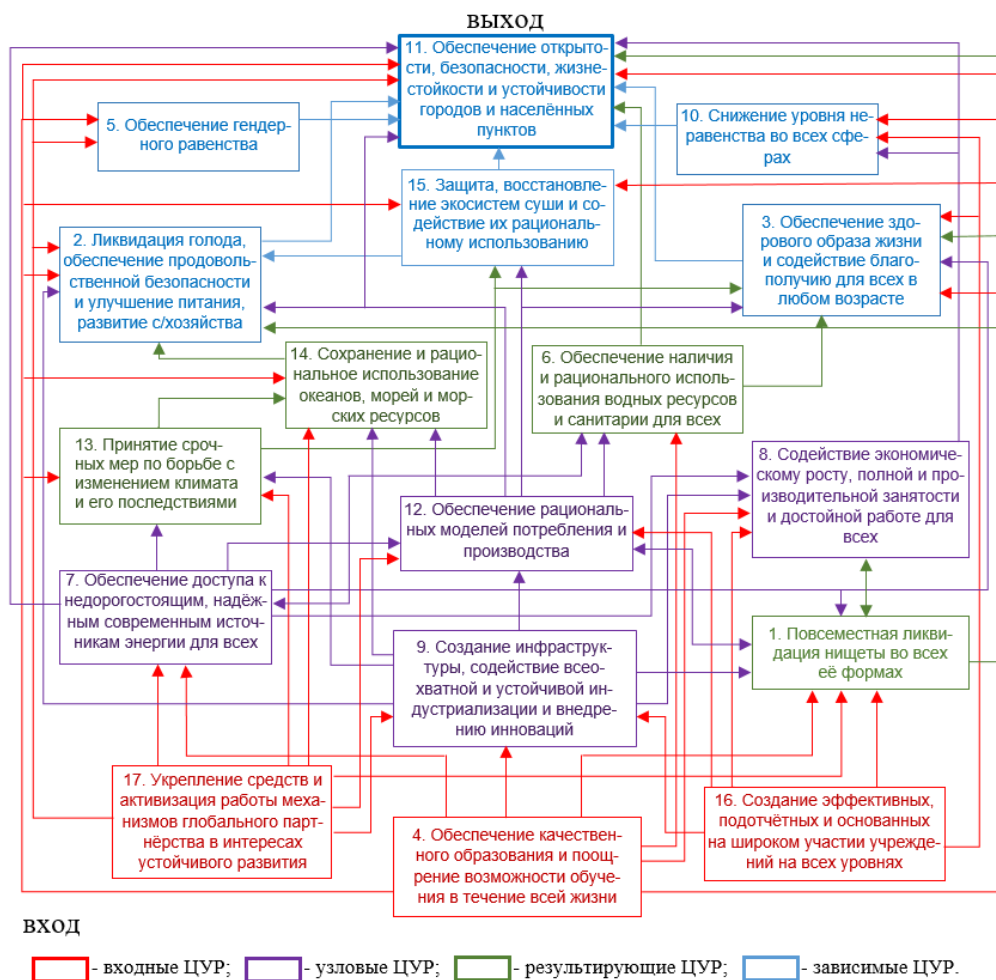 ВЫХОД
11. Обеспечение открыто-
сти, безопасности, жизне-
стойкости и устойчивости
городов и населённых
пунктов
5. Обеспечение гендер-
ного равенства
10. Снижение уровня не-
равенства во всех сфе-
рах
15. Защита, восстановле-
ние экосистем суши и со-
действие их рациональ-
ному использованию
2. Ликвидация голода,
обеспечение продоволь-
ственной безопасности
и улучшение питания,
развитие с/хозяйства
3. Обеспечение здо-
рового образа жизни
и содействие благо-
получию для всех в
любом возрасте
14. Сохранение и рацио-
нальное использование
океанов, морей и мор-
ских ресурсов
6. Обеспечение наличия
и рационального исполь-
зования водных ресурсов
и санитарии для всех
13. Принятие сроч-
ных мер по борьбе с
изменением климата
и его последствиями
8. Содействие экономиче-
скому росту, полной и про-
изводительной занятости
и достойной работе для
всех
12. Обеспечение рациональ-
ных моделей потребления и
производства
7. Обеспечение доступа к
недорогостоящим, надёж-
ным современным источ-
никам энергии для всех
9. Создание инфраструк-
туры, содействие всео-
хватной и устойчивой ин-
дустриализации и внедре-
нию инноваций
1. Повсеместная ликви-
дация нищеты во всех
её формах
17. Укрепление средств и
активизация работы меха-
низмов глобального парт-
нёрства в интересах
устойчивого развития
4. Обеспечение качествен-
ного образования и поощ-
рение возможности обуче-
ния в течение всей жизни
16. Создание эффективных,
подотчётных и основанных
на широком участии учрежде-
ний на всех уровнях
ВХОД
- входные ЦУР; - узловые ЦУР; - результирующие ЦУР; - зависимые ЦУР.